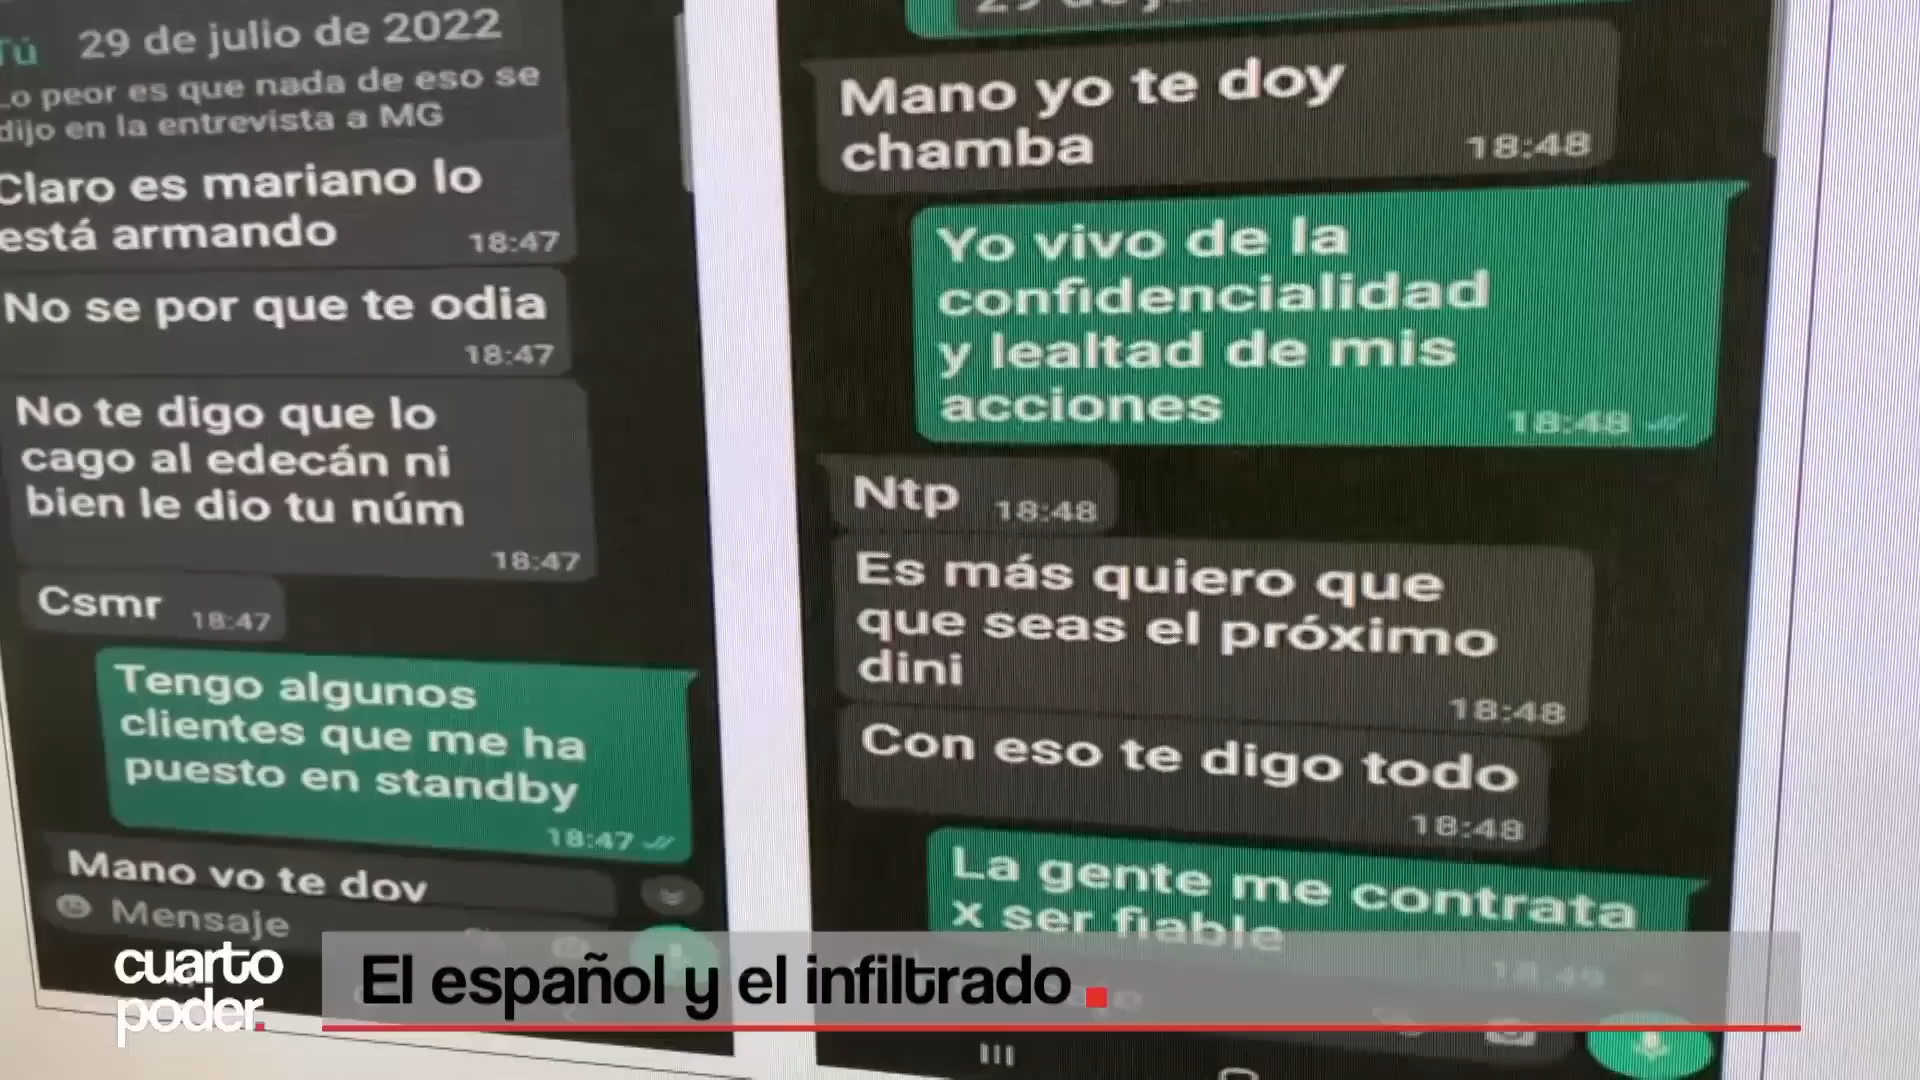 Tú
29 de julio de 2022
Lo peor es que nada de eso se
dijo en la entrevista a MG
Claro es mariano lo
está armando
18:47
No se por que te odia
18:47
No te digo que lo
cago al edecán ni
bien le dio tu núm
18:47
Csmr 18:47
Tengo algunos
clientes que me ha
puesto en standby
18:47
Mano yo te doy
Mensaje
Mano yo te doy
chamba
18:48
Yo vivo de la
confidencialidad
y lealtad de mis
acciones
18:48
Ntp 18:48
Es más quiero que
que seas el próximo
dini
18:48
Con eso te digo todo
18:48
La gente me contrata
x ser fiable
18:49
cuarto
poder.
El español y el infiltrado